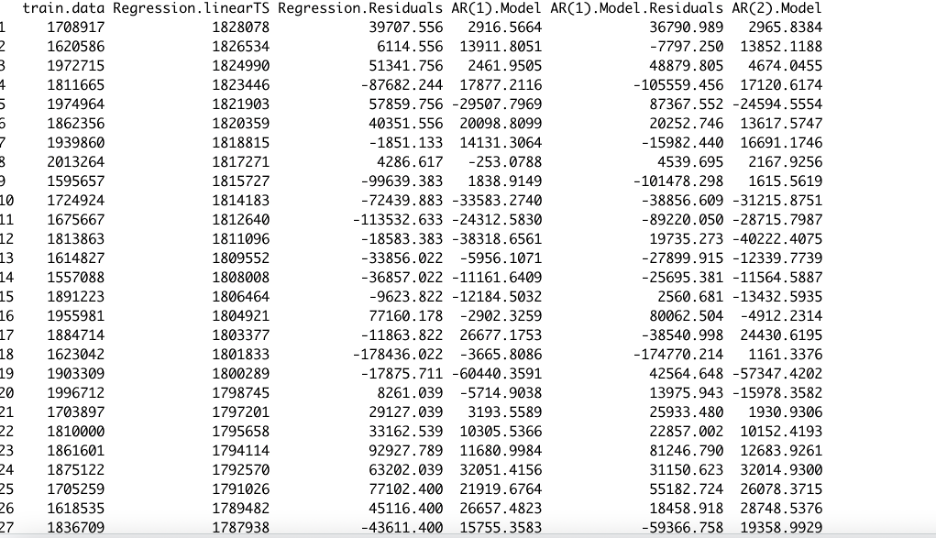 train.data Regression.linearTS Regression.Residuals AR(1).Model AR(1).Model.Residuals AR(2).Model
1 1708917 1828078 39707.556 2916.5664 36790.989 2965.8384
2 1620586 1826534 6114.556 13911.8051 -7797.250 13852.1188
3 1972715 1824990 51341.756 2461.9505 48879.805 4674.0455
4 1811665 1823446 -87682.244 17877.2116 -105559.456 17120.6174
5 1974964 1821903 57859.756 -29507.7969 87367.552 -24594.5554
6 1862356 1820359 40351.556 20098.8099 20252.746 13617.5747
7 1939860 1818815 -1851.133 14131.3064 -15982.440 16691.1746
8 2013264 1817271 4286.617 -253.0788 4539.695 2167.9256
9 1595657 1815727 -99639.383 1838.9149 -101478.298 1615.5619
10 1724924 1814183 -72439.883 -33583.2740 -38856.609 -31215.8751
11 1675667 1812640 -113532.633 -24312.5830 -89220.050 -28715.7987
12 1813863 1811096 -18583.383 -38318.6561 19735.273 -40222.4075
13 1614827 1809552 -33856.022 -5956.1071 -27899.915 -12339.7739
14 1557088 1808008 -36857.022 -11161.6409 -25695.381 -11564.5887
15 1891223 1806464 -9623.822 -12184.5032 2560.681 -13432.5935
16 1955981 1804921 77160.178 -2902.3259 80062.504 -4912.2314
17 1884714 1803377 -11863.822 26677.1753 -38540.998 24430.6195
18 1623042 1801833 -178436.022 -3665.8086 -174770.214 1161.3376
19 1903309 1800289 -17875.711 -60440.3591 42564.648 -57347.4202
20 1996712 1798745 8261.039 -5714.9038 13975.943 -15978.3582
21 1703897 1797201 29127.039 3193.5589 25933.480 1930.9306
22 1810000 1795658 33162.539 10305.5366 22857.002 10152.4193
23 1861601 1794114 92927.789 11680.9984 81246.790 12683.9261
24 1875122 1792570 63202.039 32051.4156 31150.623 32014.9300
25 1705259 1791026 77102.400 21919.6764 55182.724 26078.3715
26 1618535 1789482 45116.400 26657.4823 18458.918 28748.5376
27 1836709 1787938 -43611.400 15755.3583 -59366.758 19358.9929